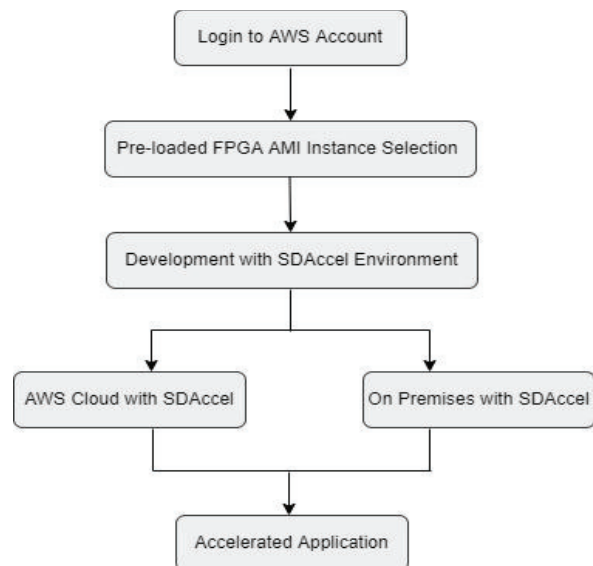 Login to AWS Account
Pre-loaded FPGA AMI Instance Selection
Development with SDAccel Environment
AWS Cloud with SDAccel
On Premises with SDAccel
Accelerated Application